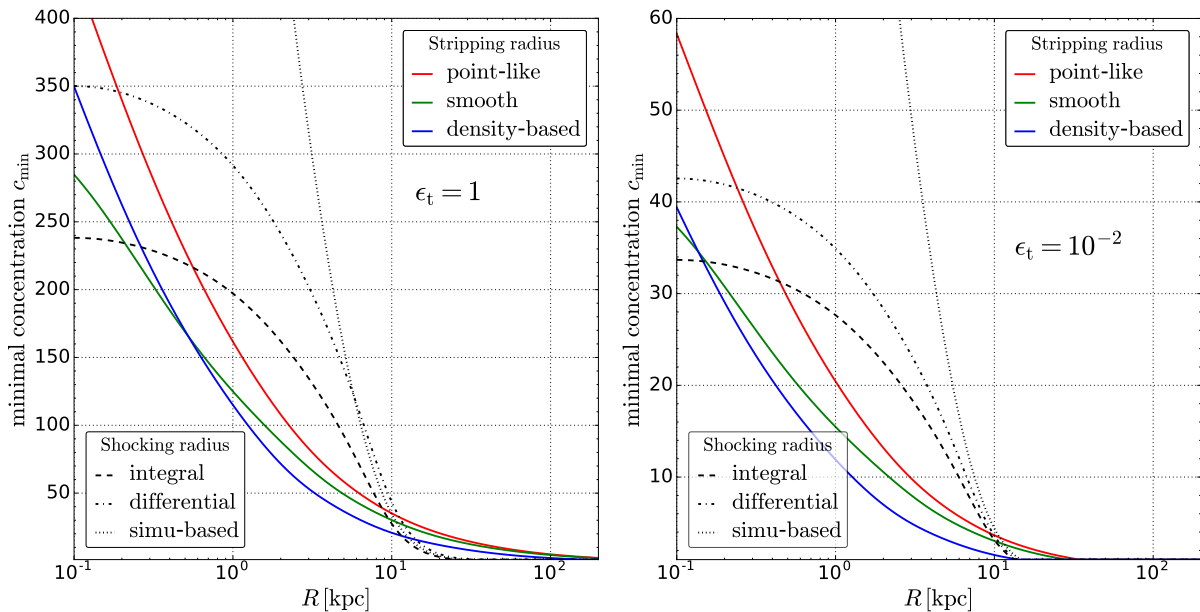 400
350
300
250
200
150
100
50
minimal concentration c_min
10^-1
10^0
10^1
10^2
R [kpc]
Stripping radius
point-like
smooth
density-based
ϵ_t = 1
Shocking radius
integral
differential
simu-based
60
50
40
30
20
10
minimal concentration c_min
10^-1
10^0
10^1
10^2
R [kpc]
Stripping radius
point-like
smooth
density-based
ϵ_t = 10^-2
Shocking radius
integral
differential
simu-based